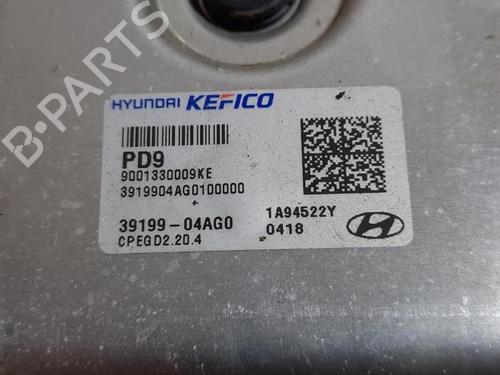 HYUNDAI KEFICO
PD9
9001330009KE
3919904AG0100000
39199-04AG0
CPEGD2.20.4
1A94522Y
0418
B-PARTS